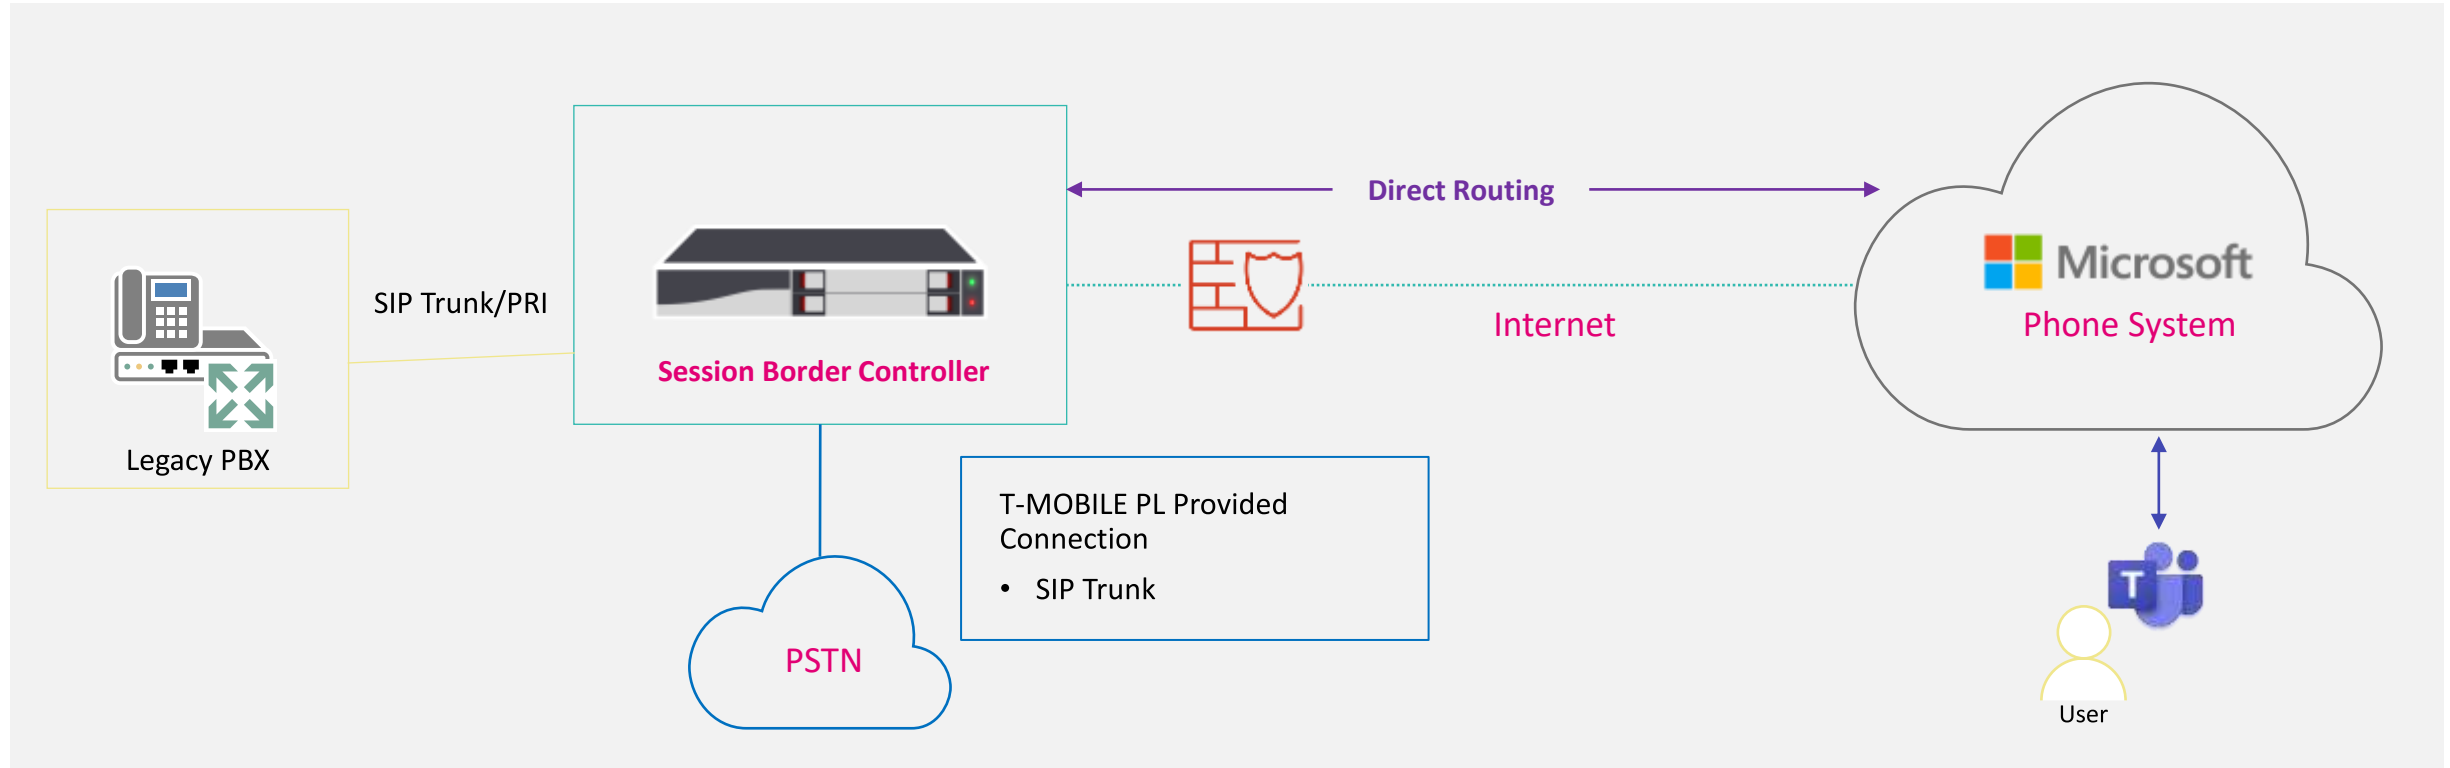 Direct Routing
Microsoft
Phone System
SIP Trunk/PRI
Internet
Session Border Controller
Legacy PBX
T-MOBILE PL Provided
Connection
• SIP Trunk
PSTN
T
User